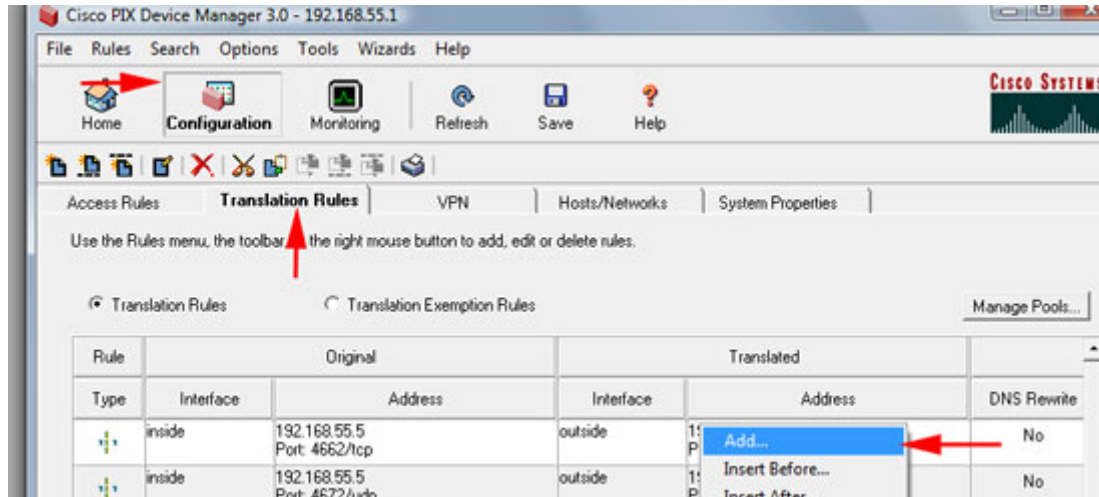 Cisco PIX Device Manager 3.0 - 192.168.55.1
File Rules Search Options Tools Wizards Help
Home Configuration Monitoring Refresh Save Help
CISCO SYSTEMS
Access Rules Translation Rules VPN Hosts/Networks System Properties
Use the Rules menu, the toolbar the right mouse button to add, edit or delete rules.
Translation Rules Translation Exemption Rules Manage Pools...
Rule Original Translated
Type Interface Address Interface Address DNS Rewrite
inside 192.168.55.5 outside No
Port: 4662/tcp
Add...
Insert Before...
inside 192.168.55.5 outside No
Port: 4672/udp
Insert After...